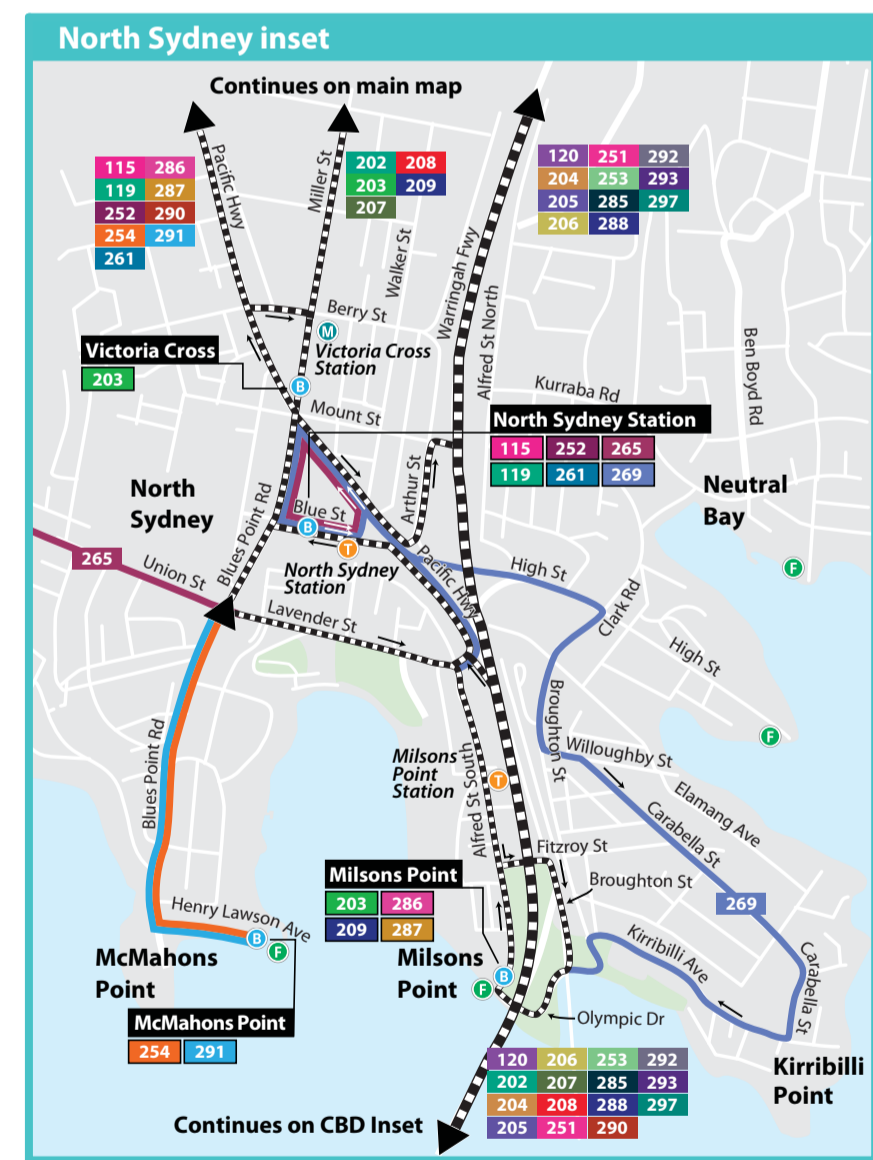 North Sydney inset
Continues on main map
Pacific Hwy
Miller St
115 286
119 287
252 290
254 291
261
202 208
203 209
207
120 251 292
204 253 293
205 285 297
206 288
Walker St
Warringah Fwy
Alfred St North
Berry St
M
Victoria Cross
Station
Victoria Cross
203
B
Kurraba Rd
Ben Boyd Rd
Mount St
North Sydney Station
115 252 265
119 261 269
Arthur St
North
Sydney
Neutral
Bay
Blue St
B
T
Blues Point Rd
265
Union St
North Sydney
Station
Pacific Hwy
High St
F
Clark Rd
Lavender St
High St
Broughton St
F
Willoughby St
Milsons
Point
Station
T
Elamang Ave
Carabella St
Blues Point Rd
Alfred St South
Fitzroy St
Broughton St
Milsons Point
203 286
209 287
269
Henry Lawson Ave
B
F
Kirribilli Ave
Carabella St
McMahons
Point
Milsons
Point
B
F
Olympic Dr
McMahons Point
254 291
120 206 253 292
202 207 285 293
204 208 288 297
205 251 290
Kirribilli
Point
Continues on CBD Inset